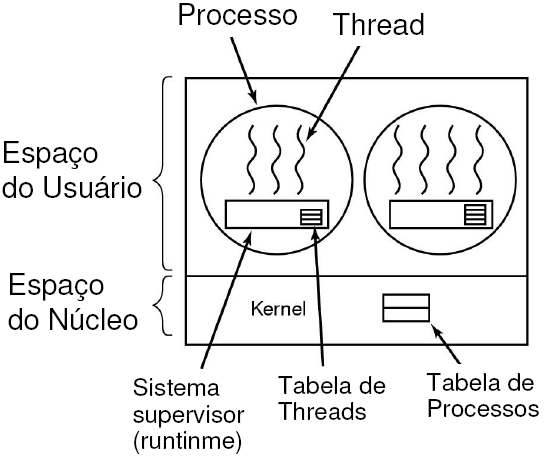 Processo
Thread
Espaço
do Usuário
Espaço
do Núcleo
Kernel
Sistema
supervisor
(runtinme)
Tabela de
Threads
Tabela de
Processos